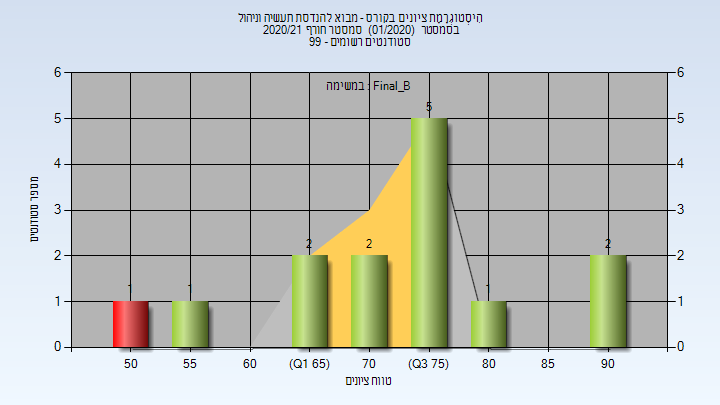 היסטוגרמת ציונים בקורס - מבוא להנדסת תעשיה וניהול
בסמסטר (01/2020) סמסטר חורף 2020/21
סטודנטים רשומים - 99
במשימה : Final_B
6 6
5 5 5
4 4
3 3
מספר סטודנטים
2 2 2 2 2
1 1 1 1 1
0 0
50 55 60 (Q1 65) 70 (Q3 75) 80 85 90
טווח ציונים